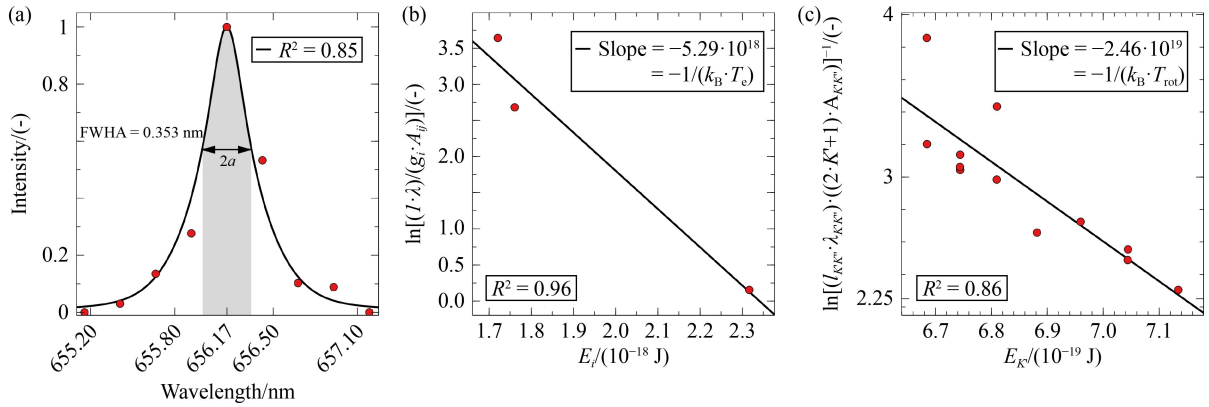 (a)
Intensity/(-)
1
0.8
0.2
0
R² = 0.85
FWHA = 0.353 nm
2a
655.20
655.80
656.17
656.50
657.10
Wavelength/nm
(b)
ln[(I·λ)/(g_i·A_ij)]/(-)
3.5
3.0
2.0
1.0
0.0
Slope = −5.29·10¹⁸
= −1/(k_B·T_e)
R² = 0.96
1.7
1.8
1.9
2.0
2.1
2.2
2.3
E_i/(10⁻¹⁸ J)
(c)
ln[(l_K'K''·λ_K'K'')·((2·K'+1)·A_K'K'')]⁻¹/(-)
4
3
2.25
Slope = −2.46·10¹⁹
= −1/(k_B·T_rot)
R² = 0.86
6.7
6.8
6.9
7.0
7.1
E_K'/(10⁻¹⁹ J)